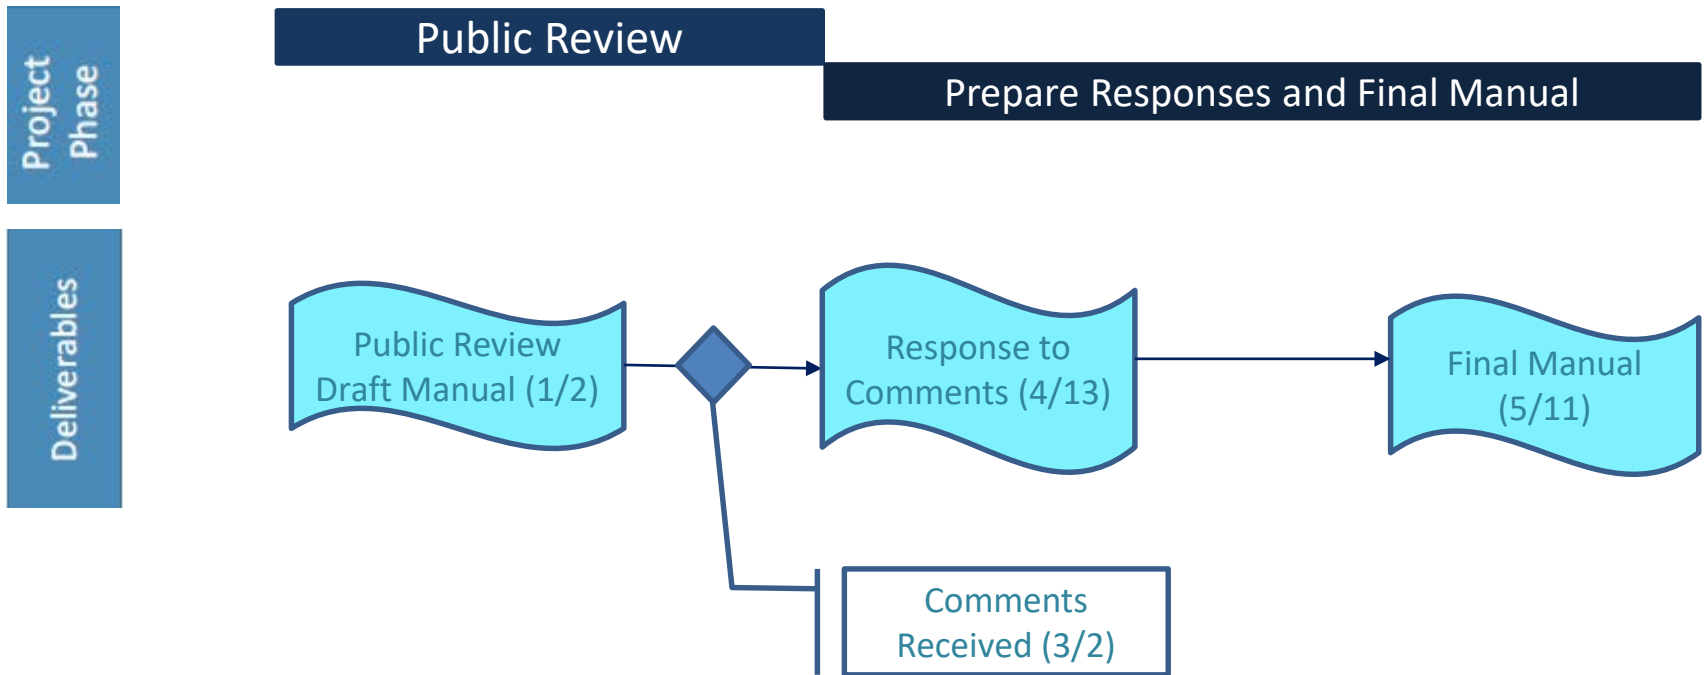 Project
Phase
Public Review
Prepare Responses and Final Manual
Deliverables
Public Review
Draft Manual (1/2)
Response to
Comments (4/13)
Final Manual
(5/11)
Comments
Received (3/2)